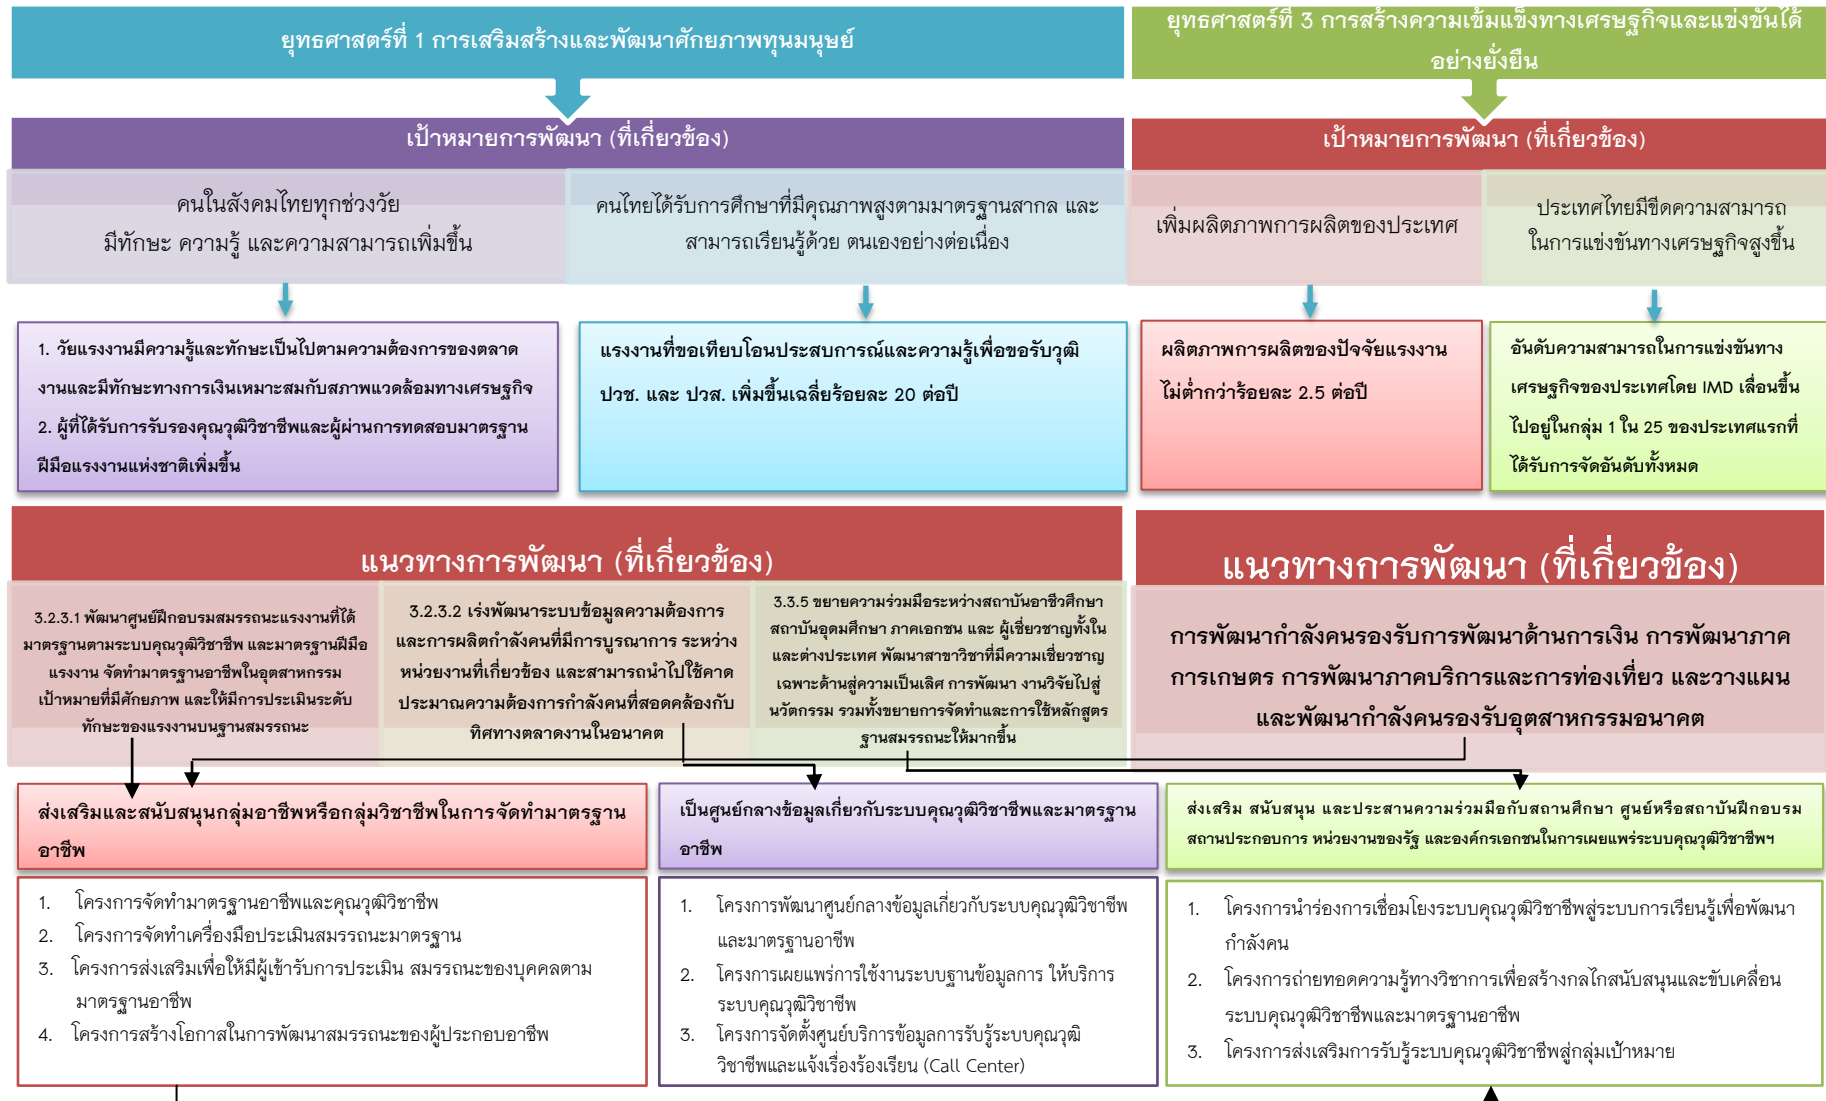 ยุทธศาสตร์ที่ 1 การเสริมสร้างและพัฒนาศักยภาพทุนมนุษย์
ยุทธศาสตร์ที่ 3 การสร้างความเข้มแข็งทางเศรษฐกิจและแข่งขันได้
อย่างยั่งยืน
เป้าหมายการพัฒนา (ที่เกี่ยวข้อง)
เป้าหมายการพัฒนา (ที่เกี่ยวข้อง)
คนในสังคมไทยทุกช่วงวัย
มีทักษะ ความรู้ และความสามารถเพิ่มขึ้น
คนไทยได้รับการศึกษาที่มีคุณภาพสูงตามมาตรฐานสากล และ
สามารถเรียนรู้ด้วย ตนเองอย่างต่อเนื่อง
เพิ่มผลิตภาพการผลิตของประเทศ
ประเทศไทยมีขีดความสามารถ
ในการแข่งขันทางเศรษฐกิจสูงขึ้น
1. วัยแรงงานมีความรู้และทักษะเป็นไปตามความต้องการของตลาด
งานและมีทักษะทางการเงินเหมาะสมกับสภาพแวดล้อมทางเศรษฐกิจ
2. ผู้ที่ได้รับการรับรองคุณวุฒิวิชาชีพและผู้ผ่านการทดสอบมาตรฐาน
ฝีมือแรงงานแห่งชาติเพิ่มขึ้น
แรงงานที่ขอเทียบโอนประสบการณ์และความรู้เพื่อขอรับวุฒิ
ปวช. และ ปวส. เพิ่มขึ้นเฉลี่ยร้อยละ 20 ต่อปี
ผลิตภาพการผลิตของปัจจัยแรงงาน
ไม่ต่ำกว่าร้อยละ 2.5 ต่อปี
อันดับความสามารถในการแข่งขันทาง
เศรษฐกิจของประเทศโดย IMD เลื่อนขึ้น
ไปอยู่ในกลุ่ม 1 ใน 25 ของประเทศแรกที่
ได้รับการจัดอันดับทั้งหมด
แนวทางการพัฒนา (ที่เกี่ยวข้อง)
แนวทางการพัฒนา (ที่เกี่ยวข้อง)
3.2.3.1 พัฒนาศูนย์ฝึกอบรมสมรรถนะแรงงานที่ได้
มาตรฐานตามระบบคุณวุฒิวิชาชีพ และมาตรฐานฝีมือ
แรงงาน จัดทำมาตรฐานอาชีพในอุตสาหกรรม
เป้าหมายที่มีศักยภาพ และให้มีการประเมินระดับ
ทักษะของแรงงานบนฐานสมรรถนะ
3.2.3.2 เร่งพัฒนาระบบข้อมูลความต้องการ
และการผลิตกำลังคนที่มีการบูรณาการ ระหว่าง
หน่วยงานที่เกี่ยวข้อง และสามารถนำไปใช้คาด
ประมาณความต้องการกำลังคนที่สอดคล้องกับ
ทิศทางตลาดงานในอนาคต
3.3.5 ขยายความร่วมมือระหว่างสถาบันอาชีวศึกษา
สถาบันอุดมศึกษา ภาคเอกชน และ ผู้เชี่ยวชาญทั้งใน
และต่างประเทศ พัฒนาสาขาวิชาที่มีความเชี่ยวชาญ
เฉพาะด้านสู่ความเป็นเลิศ การพัฒนา งานวิจัยไปสู่
นวัตกรรม รวมทั้งขยายการจัดทำและการใช้หลักสูตร
ฐานสมรรถนะให้มากขึ้น
การพัฒนากำลังคนรองรับการพัฒนาด้านการเงิน การพัฒนาภาค
การเกษตร การพัฒนาภาคบริการและการท่องเที่ยว และวางแผน
และพัฒนากำลังคนรองรับอุตสาหกรรมอนาคต
ส่งเสริมและสนับสนุนกลุ่มอาชีพหรือกลุ่มวิชาชีพในการจัดทำมาตรฐาน
อาชีพ
เป็นศูนย์กลางข้อมูลเกี่ยวกับระบบคุณวุฒิวิชาชีพและมาตรฐาน
อาชีพ
ส่งเสริม สนับสนุน และประสานความร่วมมือกับสถานศึกษา ศูนย์หรือสถาบันฝึกอบรม
สถานประกอบการ หน่วยงานของรัฐ และองค์กรเอกชนในการเผยแพร่ระบบคุณวุฒิวิชาชีพฯ
1. โครงการจัดทำมาตรฐานอาชีพและคุณวุฒิวิชาชีพ
2. โครงการจัดทำเครื่องมือประเมินสมรรถนะมาตรฐาน
3. โครงการส่งเสริมเพื่อให้มีผู้เข้ารับการประเมิน สมรรถนะของบุคคลตาม
มาตรฐานอาชีพ
4. โครงการสร้างโอกาสในการพัฒนาสมรรถนะของผู้ประกอบอาชีพ
1. โครงการพัฒนาศูนย์กลางข้อมูลเกี่ยวกับระบบคุณวุฒิวิชาชีพ
และมาตรฐานอาชีพ
2. โครงการเผยแพร่การใช้งานระบบฐานข้อมูลการ ให้บริการ
ระบบคุณวุฒิวิชาชีพ
3. โครงการจัดตั้งศูนย์บริการข้อมูลการรับรู้ระบบคุณวุฒิ
วิชาชีพและแจ้งเรื่องร้องเรียน (Call Center)
1. โครงการนำร่องการเชื่อมโยงระบบคุณวุฒิวิชาชีพสู่ระบบการเรียนรู้เพื่อพัฒนา
กำลังคน
2. โครงการถ่ายทอดความรู้ทางวิชาการเพื่อสร้างกลไกสนับสนุนและขับเคลื่อน
ระบบคุณวุฒิวิชาชีพและมาตรฐานอาชีพ
3. โครงการส่งเสริมการรับรู้ระบบคุณวุฒิวิชาชีพสู่กลุ่มเป้าหมาย